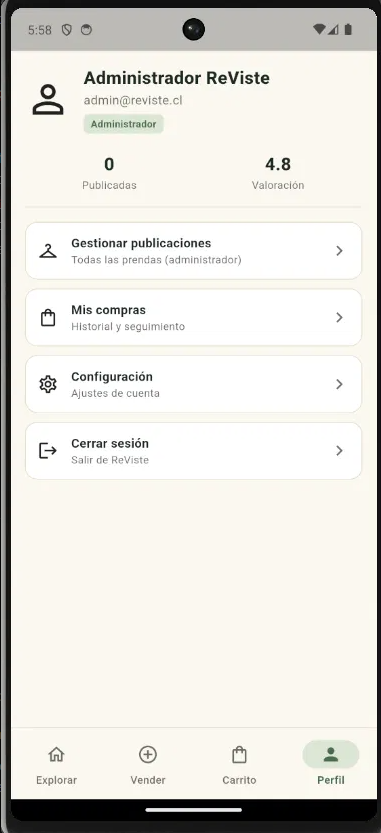 5:58
Administrador ReViste
admin@reviste.cl
Administrador
0
4.8
Publicadas
Valoración
Gestionar publicaciones
Todas las prendas (administrador)
Mis compras
Historial y seguimiento
Configuración
Ajustes de cuenta
Cerrar sesión
Salir de ReViste
Explorar
Vender
Carrito
Perfil